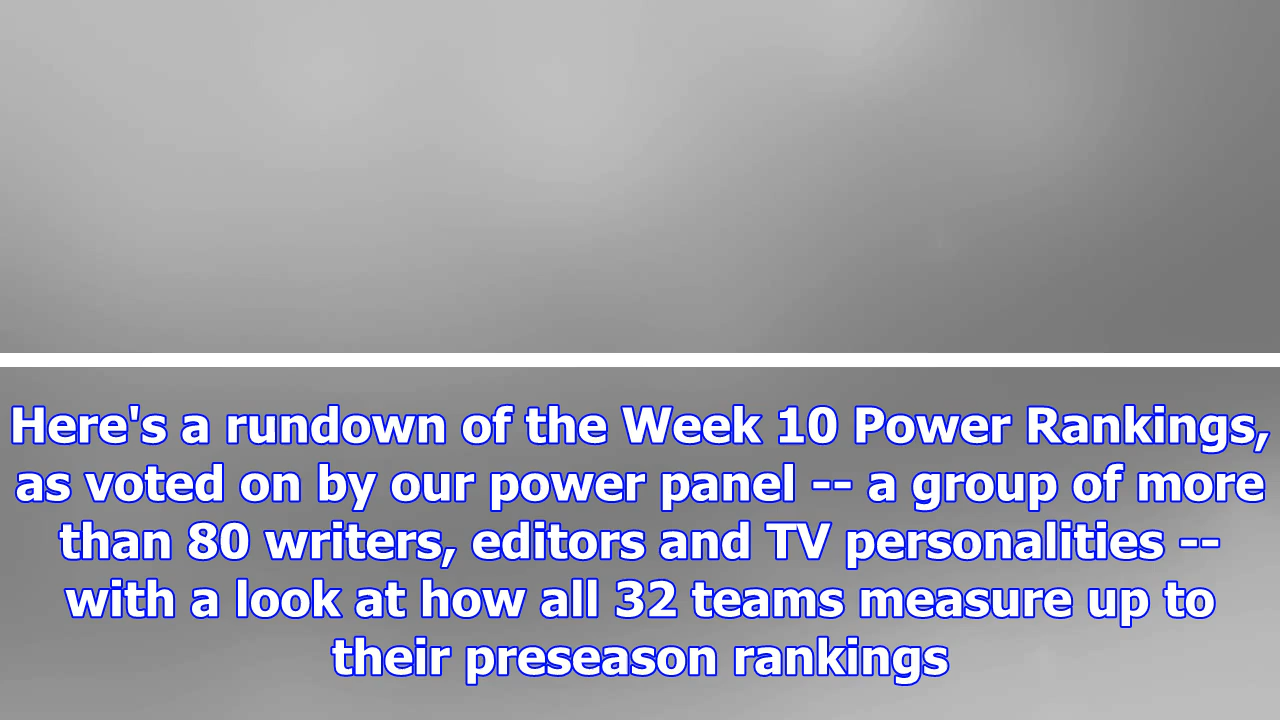 Here's a rundown of the Week 10 Power Rankings,
as voted on by our power panel -- a group of more
than 80 writers, editors and TV personalities --
with a look at how all 32 teams measure up to
their preseason rankings